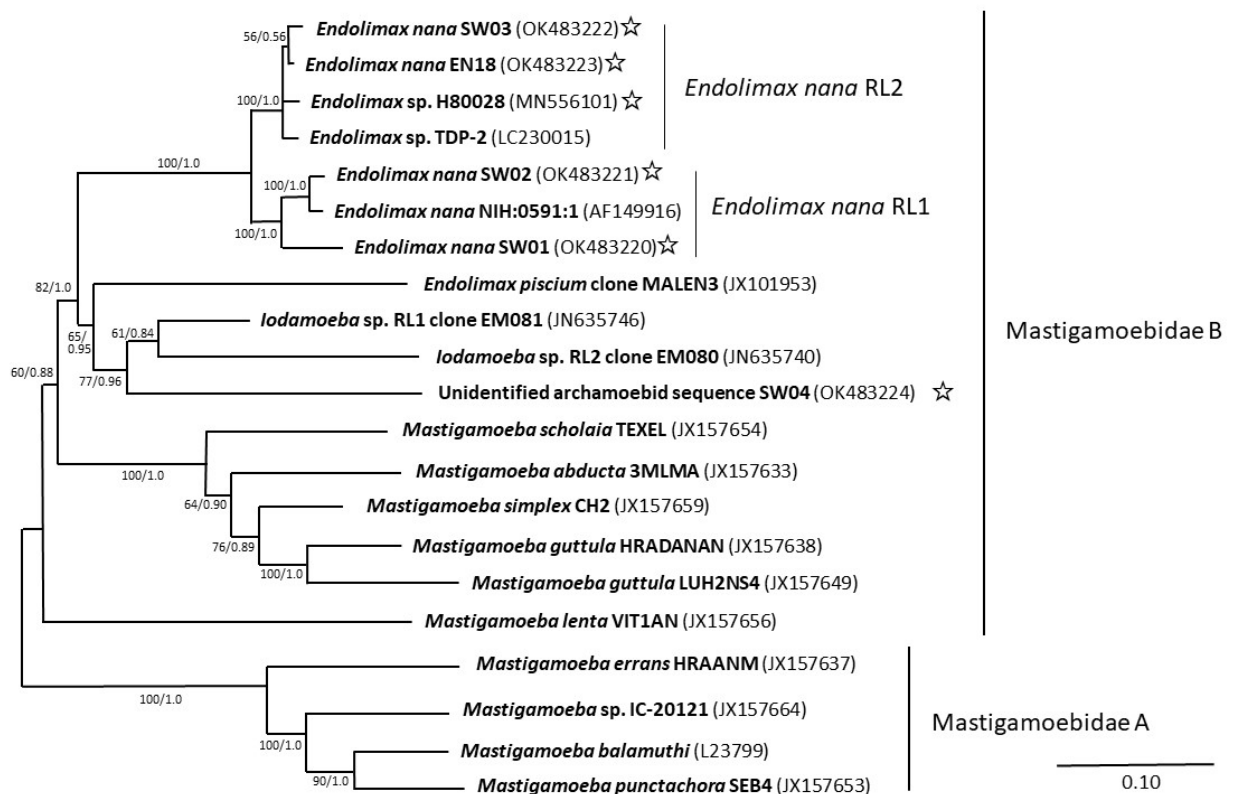 Endolimax nana SW03 (OK483222)☆
56/0.56
Endolimax nana EN18 (OK483223)☆
Endolimax nana RL2
100/1.0
Endolimax sp. H80028 (MN556101)☆
Endolimax sp. TDP-2 (LC230015)
100/1.0
Endolimax nana SW02 (OK483221)☆
100/1.0
Endolimax nana NIH:0591:1 (AF149916)
Endolimax nana RL1
100/1.0
Endolimax nana SW01 (OK483220)☆
82/1.0
Endolimax piscium clone MALEN3 (JX101953)
Iodamoeba sp. RL1 clone EM081 (JN635746)
Mastigamoebidae B
65/
0.95
61/0.84
Iodamoeba sp. RL2 clone EM080 (JN635740)
60/0.88
77/0.96
Unidentified archamoebid sequence SW04 (OK483224) ☆
Mastigamoeba scholaia TEXEL (JX157654)
100/1.0
Mastigamoeba abducta 3MLMA (JX157633)
64/0.90
Mastigamoeba simplex CH2 (JX157659)
76/0.89
Mastigamoeba guttula HRADANAN (JX157638)
100/1.0
Mastigamoeba guttula LUH2NS4 (JX157649)
Mastigamoeba lenta VIT1AN (JX157656)
Mastigamoeba errans HRAANM (JX157637)
100/1.0
Mastigamoeba sp. IC-20121 (JX157664)
Mastigamoebidae A
100/1.0
Mastigamoeba balamuthi (L23799)
90/1.0
Mastigamoeba punctachora SEB4 (JX157653)
0.10